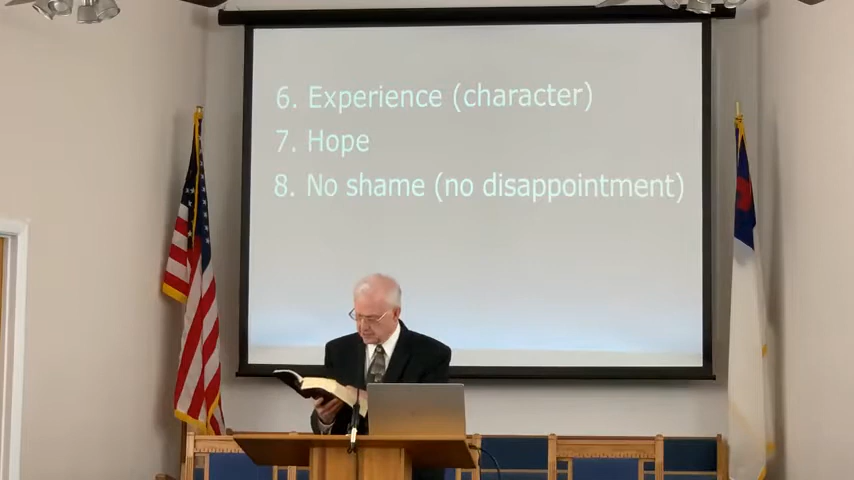 6. Experience (character)
7. Hope
8. No shame (no disappointment)